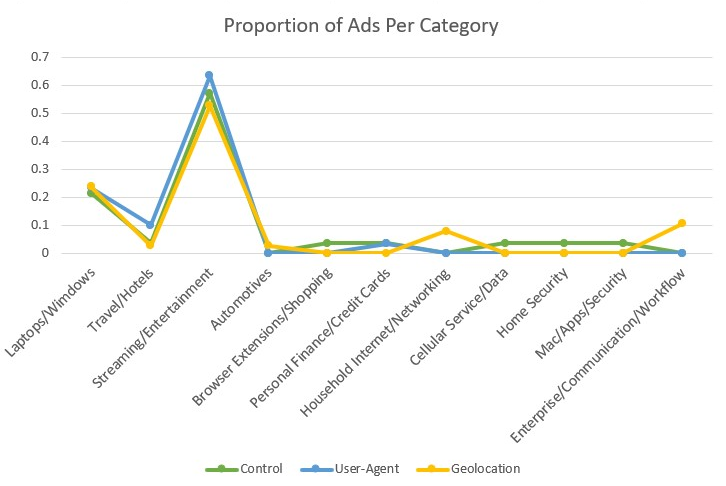 Proportion of Ads Per Category
0.7
0.6
0.5
0.4
0.3
0.2
0.1
0
Laptops/Wimdows
Travel/Hotels
Streaming/Entertainment
Automotives
Browser Extensions/Shopping
Personal Finance/Credit Cards
Household Internet/Networking
Cellular Service/Data
Home Security
Mac/Apps/Security
Enterprise/Communication/Workflow
Control User-Agent Geolocation